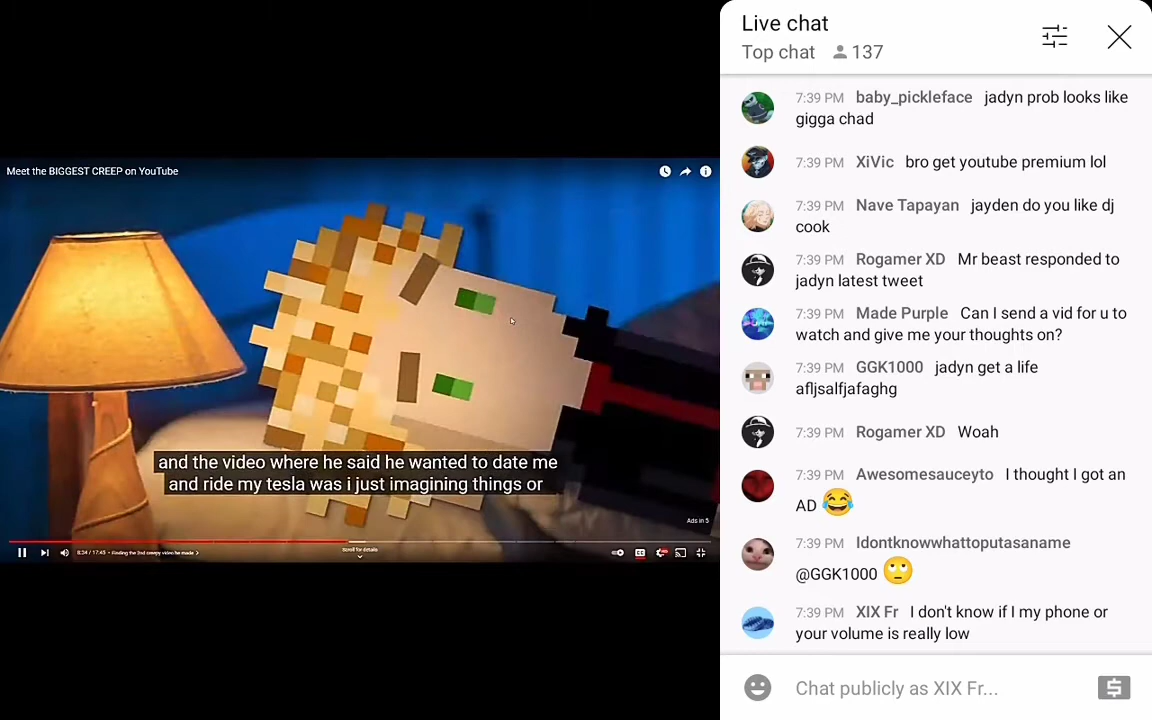 Meet the BIGGEST CREEP on YouTube
and the video where he said he wanted to date me
and ride my tesla was i just imagining things or
Ads in 5
8:34 / 17:45 • Finding the 2nd creepy video he made >
Scroll for details
CC
Live chat
Top chat 137
7:39 PM baby_pickleface jadyn prob looks like
gigga chad
7:39 PM XiVic bro get youtube premium lol
7:39 PM Nave Tapayan jayden do you like dj
cook
7:39 PM Rogamer XD Mr beast responded to
jadyn latest tweet
7:39 PM Made Purple Can I send a vid for u to
watch and give me your thoughts on?
7:39 PM GGK1000 jadyn get a life
afljsalfjafaghg
7:39 PM Rogamer XD Woah
7:39 PM Awesomesauceyto I thought I got an
AD 😂
7:39 PM Idontknowwhattoputasaname
@GGK1000 🙄
7:39 PM XIX Fr I don't know if I my phone or
your volume is really low
Chat publicly as XIX Fr...